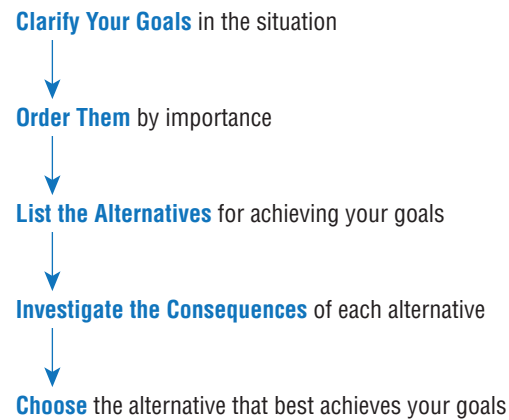 Clarify Your Goals in the situation
Order Them by importance
List the Alternatives for achieving your goals
Investigate the Consequences of each alternative
Choose the alternative that best achieves your goals